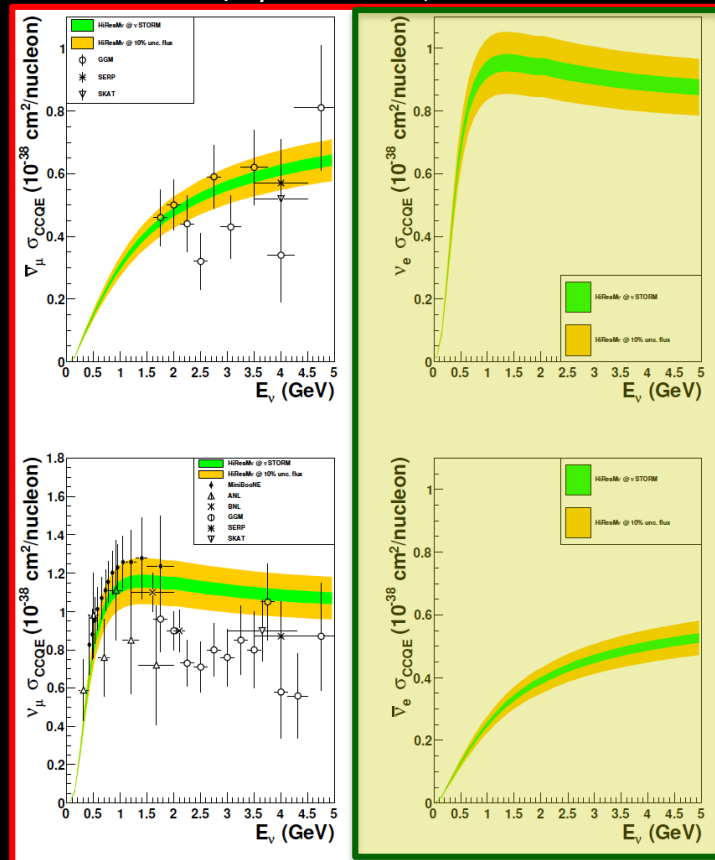 HiResMν @ ν STORM
HiResMν @ 10% unc. flux
GGM
SERP
SKAT
ν̄μ σCCQE (10⁻³⁸ cm²/nucleon)
1
0.8
0.6
0.4
0.2
0
0 0.5 1 1.5 2 2.5 3 3.5 4 4.5 5
Eν (GeV)
νe σCCQE (10⁻³⁸ cm²/nucleon)
1
0.8
0.6
0.4
0.2
0
HiResMν @ ν STORM
HiResMν @ 10% unc. flux
0 0.5 1 1.5 2 2.5 3 3.5 4 4.5 5
Eν (GeV)
HiResMν @ ν STORM
HiResMν @ 10% unc. flux
MiniBooNE
ANL
BNL
GGM
SERP
SKAT
νμ σCCQE (10⁻³⁸ cm²/nucleon)
1.8
1.6
1.4
1.2
1
0.8
0.6
0.4
0.2
0
0 0.5 1 1.5 2 2.5 3 3.5 4 4.5 5
Eν (GeV)
HiResMν @ ν STORM
HiResMν @ 10% unc. flux
ν̄e σCCQE (10⁻³⁸ cm²/nucleon)
1
0.8
0.6
0.4
0.2
0
0 0.5 1 1.5 2 2.5 3 3.5 4 4.5 5
Eν (GeV)